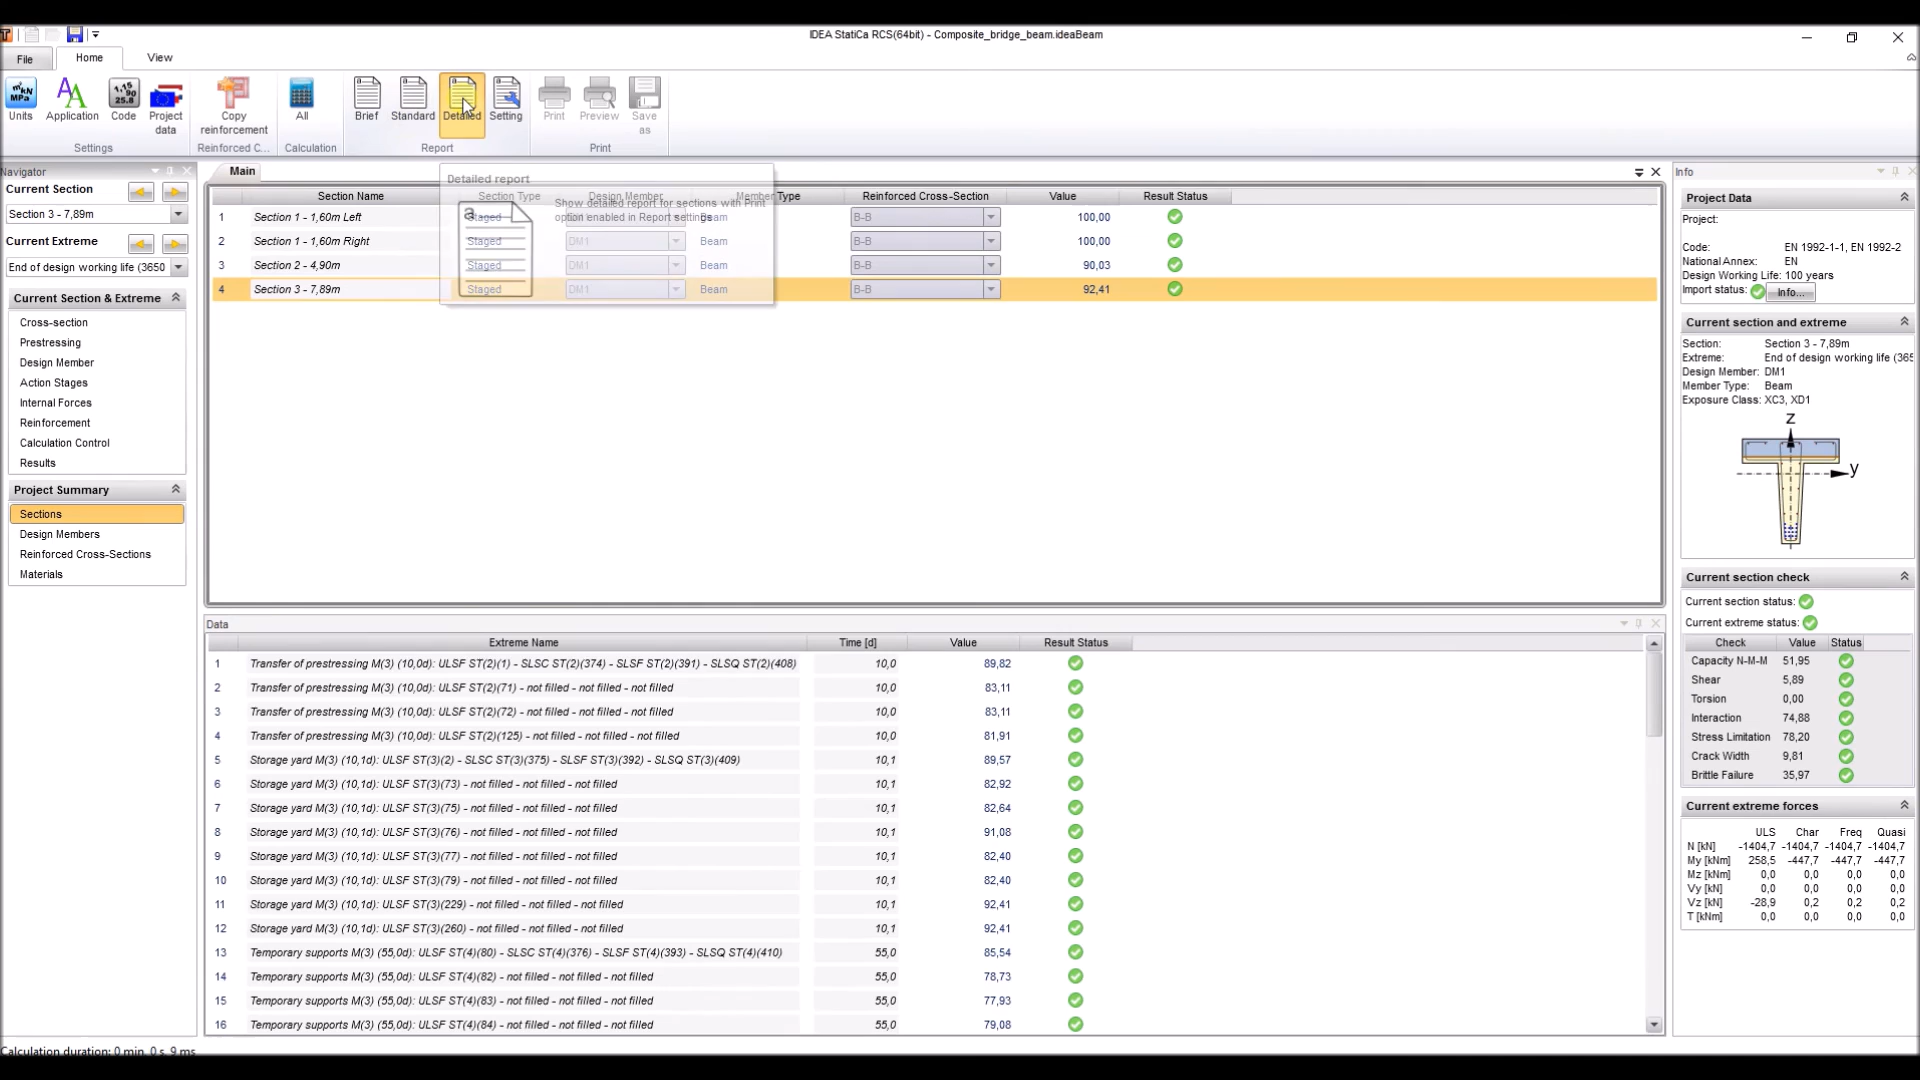 IDEA StatiCa RCS(64bit) - Composite_bridge_beam.ideaBeam
File Home View
Units Application Code Project data
Copy reinforcement
All
Brief Standard Detailed Setting
Print Preview Save as
Settings Reinforced C... Calculation Report Print
Navigator
Current Section
Section 3 - 7,89m
Current Extreme
End of design working life (3650
Current Section & Extreme
Cross-section
Prestressing
Design Member
Action Stages
Internal Forces
Reinforcement
Calculation Control
Results
Project Summary
Sections
Design Members
Reinforced Cross-Sections
Materials
Main
Detailed report
Show detailed report for sections with Print
option enabled in Report settings
Section Name Section Type Design Member Member Type Reinforced Cross-Section Value Result Status
1 Section 1 - 1,60m Left Staged Beam B-B 100,00
2 Section 1 - 1,60m Right Staged DM1 Beam B-B 100,00
3 Section 2 - 4,90m Staged DM1 Beam B-B 90,03
4 Section 3 - 7,89m Staged DM1 Beam B-B 92,41
Data
Extreme Name Time [d] Value Result Status
1 Transfer of prestressing M(3) (10,0d): ULSF ST(2)(1) - SLSC ST(2)(374) - SLSF ST(2)(391) - SLSQ ST(2)(408) 10,0 89,82
2 Transfer of prestressing M(3) (10,0d): ULSF ST(2)(71) - not filled - not filled - not filled 10,0 83,11
3 Transfer of prestressing M(3) (10,0d): ULSF ST(2)(72) - not filled - not filled - not filled 10,0 83,11
4 Transfer of prestressing M(3) (10,0d): ULSF ST(2)(125) - not filled - not filled - not filled 10,0 81,91
5 Storage yard M(3) (10,1d): ULSF ST(3)(2) - SLSC ST(3)(375) - SLSF ST(3)(392) - SLSQ ST(3)(409) 10,1 89,57
6 Storage yard M(3) (10,1d): ULSF ST(3)(73) - not filled - not filled - not filled 10,1 82,92
7 Storage yard M(3) (10,1d): ULSF ST(3)(75) - not filled - not filled - not filled 10,1 82,64
8 Storage yard M(3) (10,1d): ULSF ST(3)(76) - not filled - not filled - not filled 10,1 91,08
9 Storage yard M(3) (10,1d): ULSF ST(3)(77) - not filled - not filled - not filled 10,1 82,40
10 Storage yard M(3) (10,1d): ULSF ST(3)(79) - not filled - not filled - not filled 10,1 82,40
11 Storage yard M(3) (10,1d): ULSF ST(3)(229) - not filled - not filled - not filled 10,1 92,41
12 Storage yard M(3) (10,1d): ULSF ST(3)(260) - not filled - not filled - not filled 10,1 92,41
13 Temporary supports M(3) (55,0d): ULSF ST(4)(80) - SLSC ST(4)(376) - SLSF ST(4)(393) - SLSQ ST(4)(410) 55,0 85,54
14 Temporary supports M(3) (55,0d): ULSF ST(4)(82) - not filled - not filled - not filled 55,0 78,73
15 Temporary supports M(3) (55,0d): ULSF ST(4)(83) - not filled - not filled - not filled 55,0 77,93
16 Temporary supports M(3) (55,0d): ULSF ST(4)(84) - not filled - not filled - not filled 55,0 79,08
Info
Project Data
Project:
Code: EN 1992-1-1, EN 1992-2
National Annex: EN
Design Working Life: 100 years
Import status: Info...
Current section and extreme
Section: Section 3 - 7,89m
Extreme: End of design working life (365
Design Member: DM1
Member Type: Beam
Exposure Class: XC3, XD1
z
y
Current section check
Current section status:
Current extreme status:
Check Value Status
Capacity N-M-M 51,95
Shear 5,89
Torsion 0,00
Interaction 74,88
Stress Limitation 78,20
Crack Width 9,81
Brittle Failure 35,97
Current extreme forces
ULS Char Freq Quasi
N [kN] -1404,7 -1404,7 -1404,7 -1404,7
My [kNm] 258,5 -447,7 -447,7 -447,7
Mz [kNm] 0,0 0,0 0,0 0,0
Vy [kN] 0,0 0,0 0,0 0,0
Vz [kN] -28,9 0,2 0,2 0,2
T [kNm] 0,0 0,0 0,0 0,0
Calculation duration: 0 min, 0 s, 9 ms